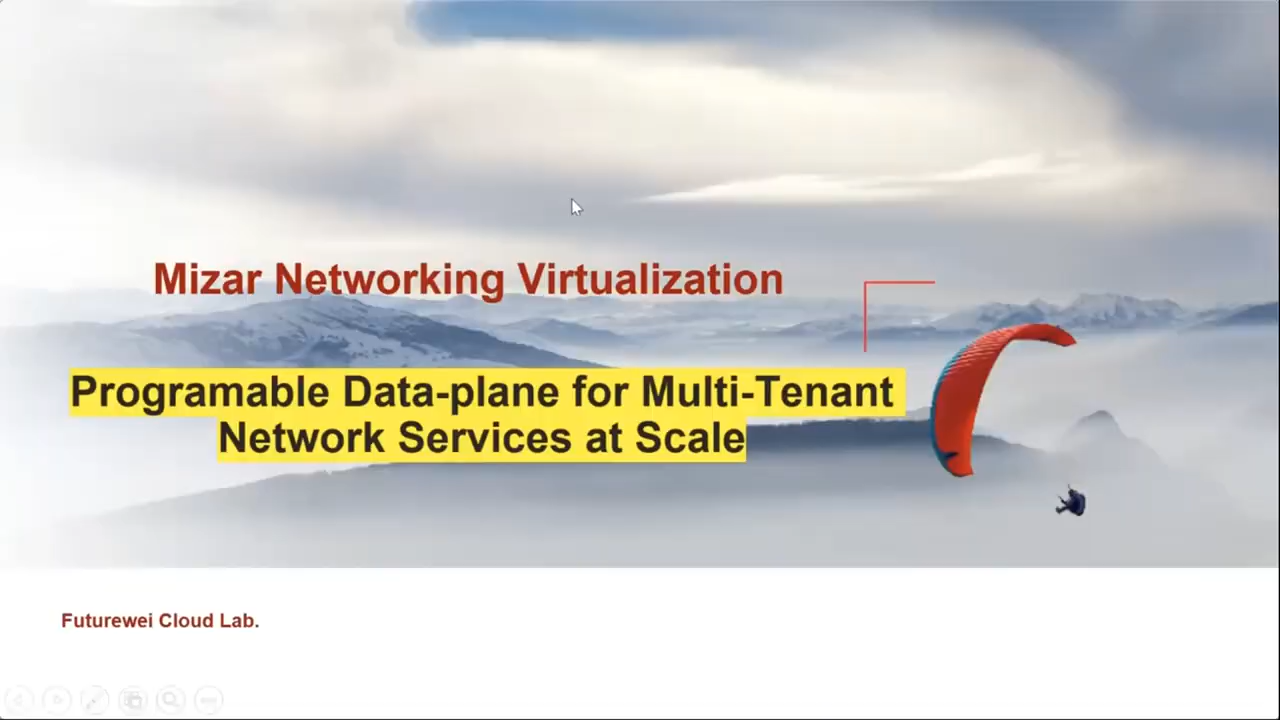 Mizar Networking Virtualization
Programable Data-plane for Multi-Tenant
Network Services at Scale
Futurewei Cloud Lab.